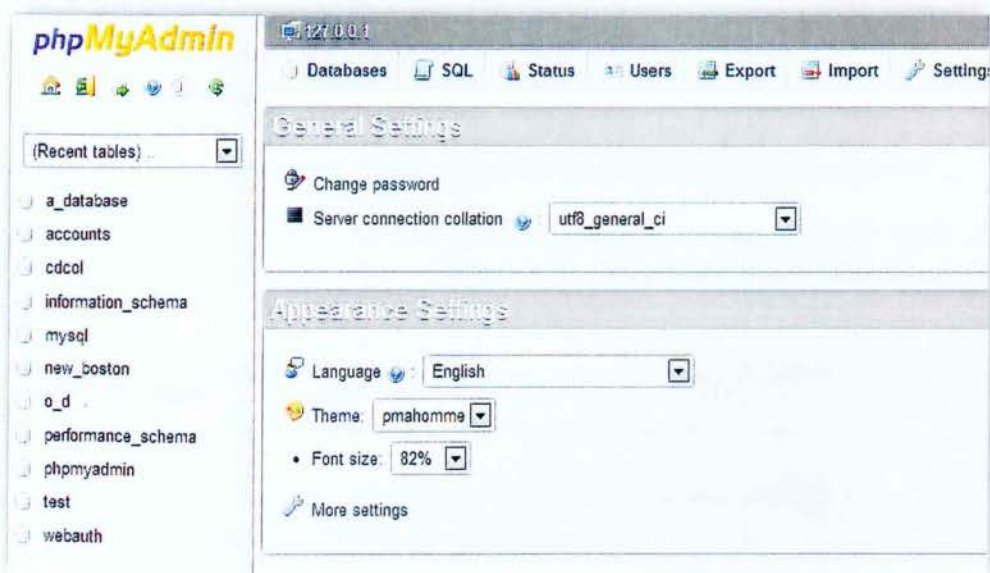 phpMyAdmin
(Recent tables) ...
a_database
accounts
cdcol
information_schema
mysql
new_boston
o_d
performance_schema
phpmyadmin
test
webauth
127.0.0.1
Databases SQL Status Users Export Import Settings
General Settings
Change password
Server connection collation : utf8_general_ci
Appearance Settings
Language : English
Theme: pmahomme
• Font size: 82%
More settings